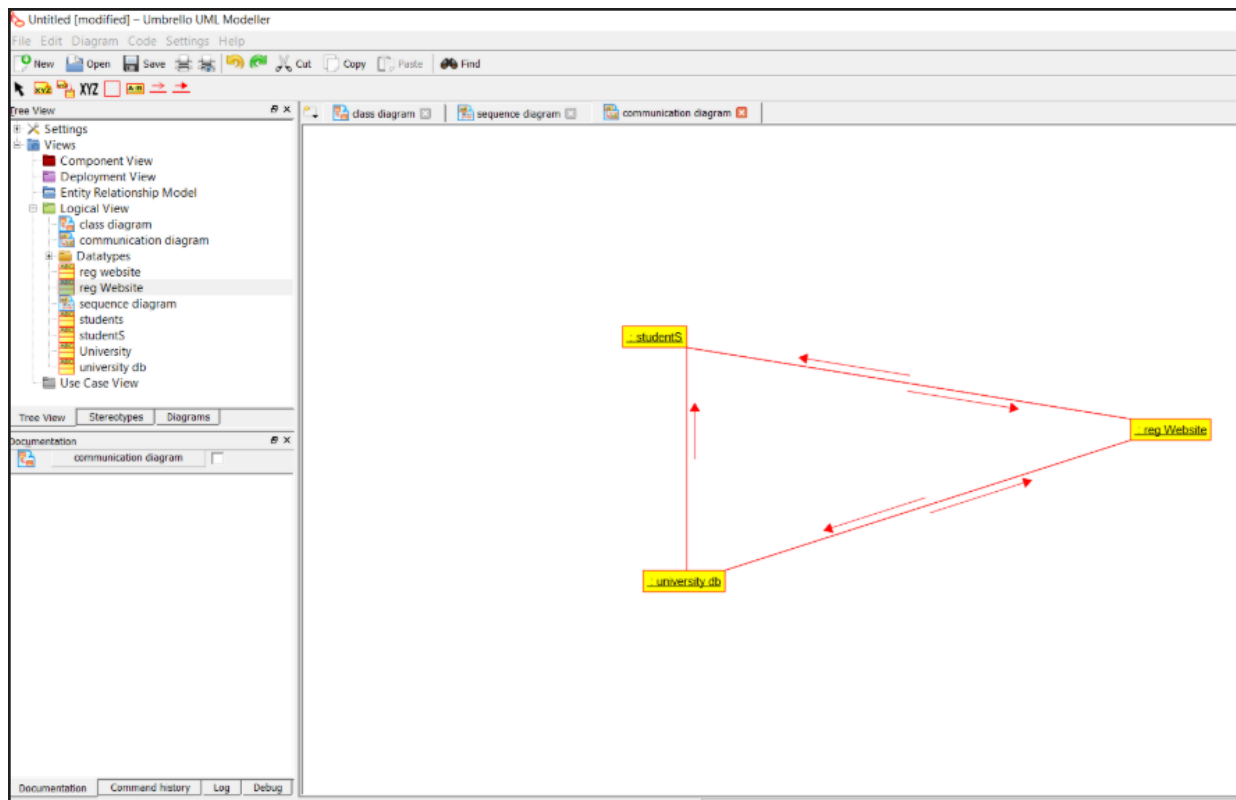 Untitled [modified] – Umbrello UML Modeller
File Edit Diagram Code Settings Help
New Open Save Cut Copy Paste Find
XYZ
Tree View
class diagram sequence diagram communication diagram
Settings
Views
Component View
Deployment View
Entity Relationship Model
Logical View
class diagram
communication diagram
Datatypes
reg website
reg Website
sequence diagram
students
studentS
University
university db
Use Case View
Tree View Stereotypes Diagrams
Documentation
communication diagram
Documentation Command history Log Debug
: studentS
: reg Website
: university db